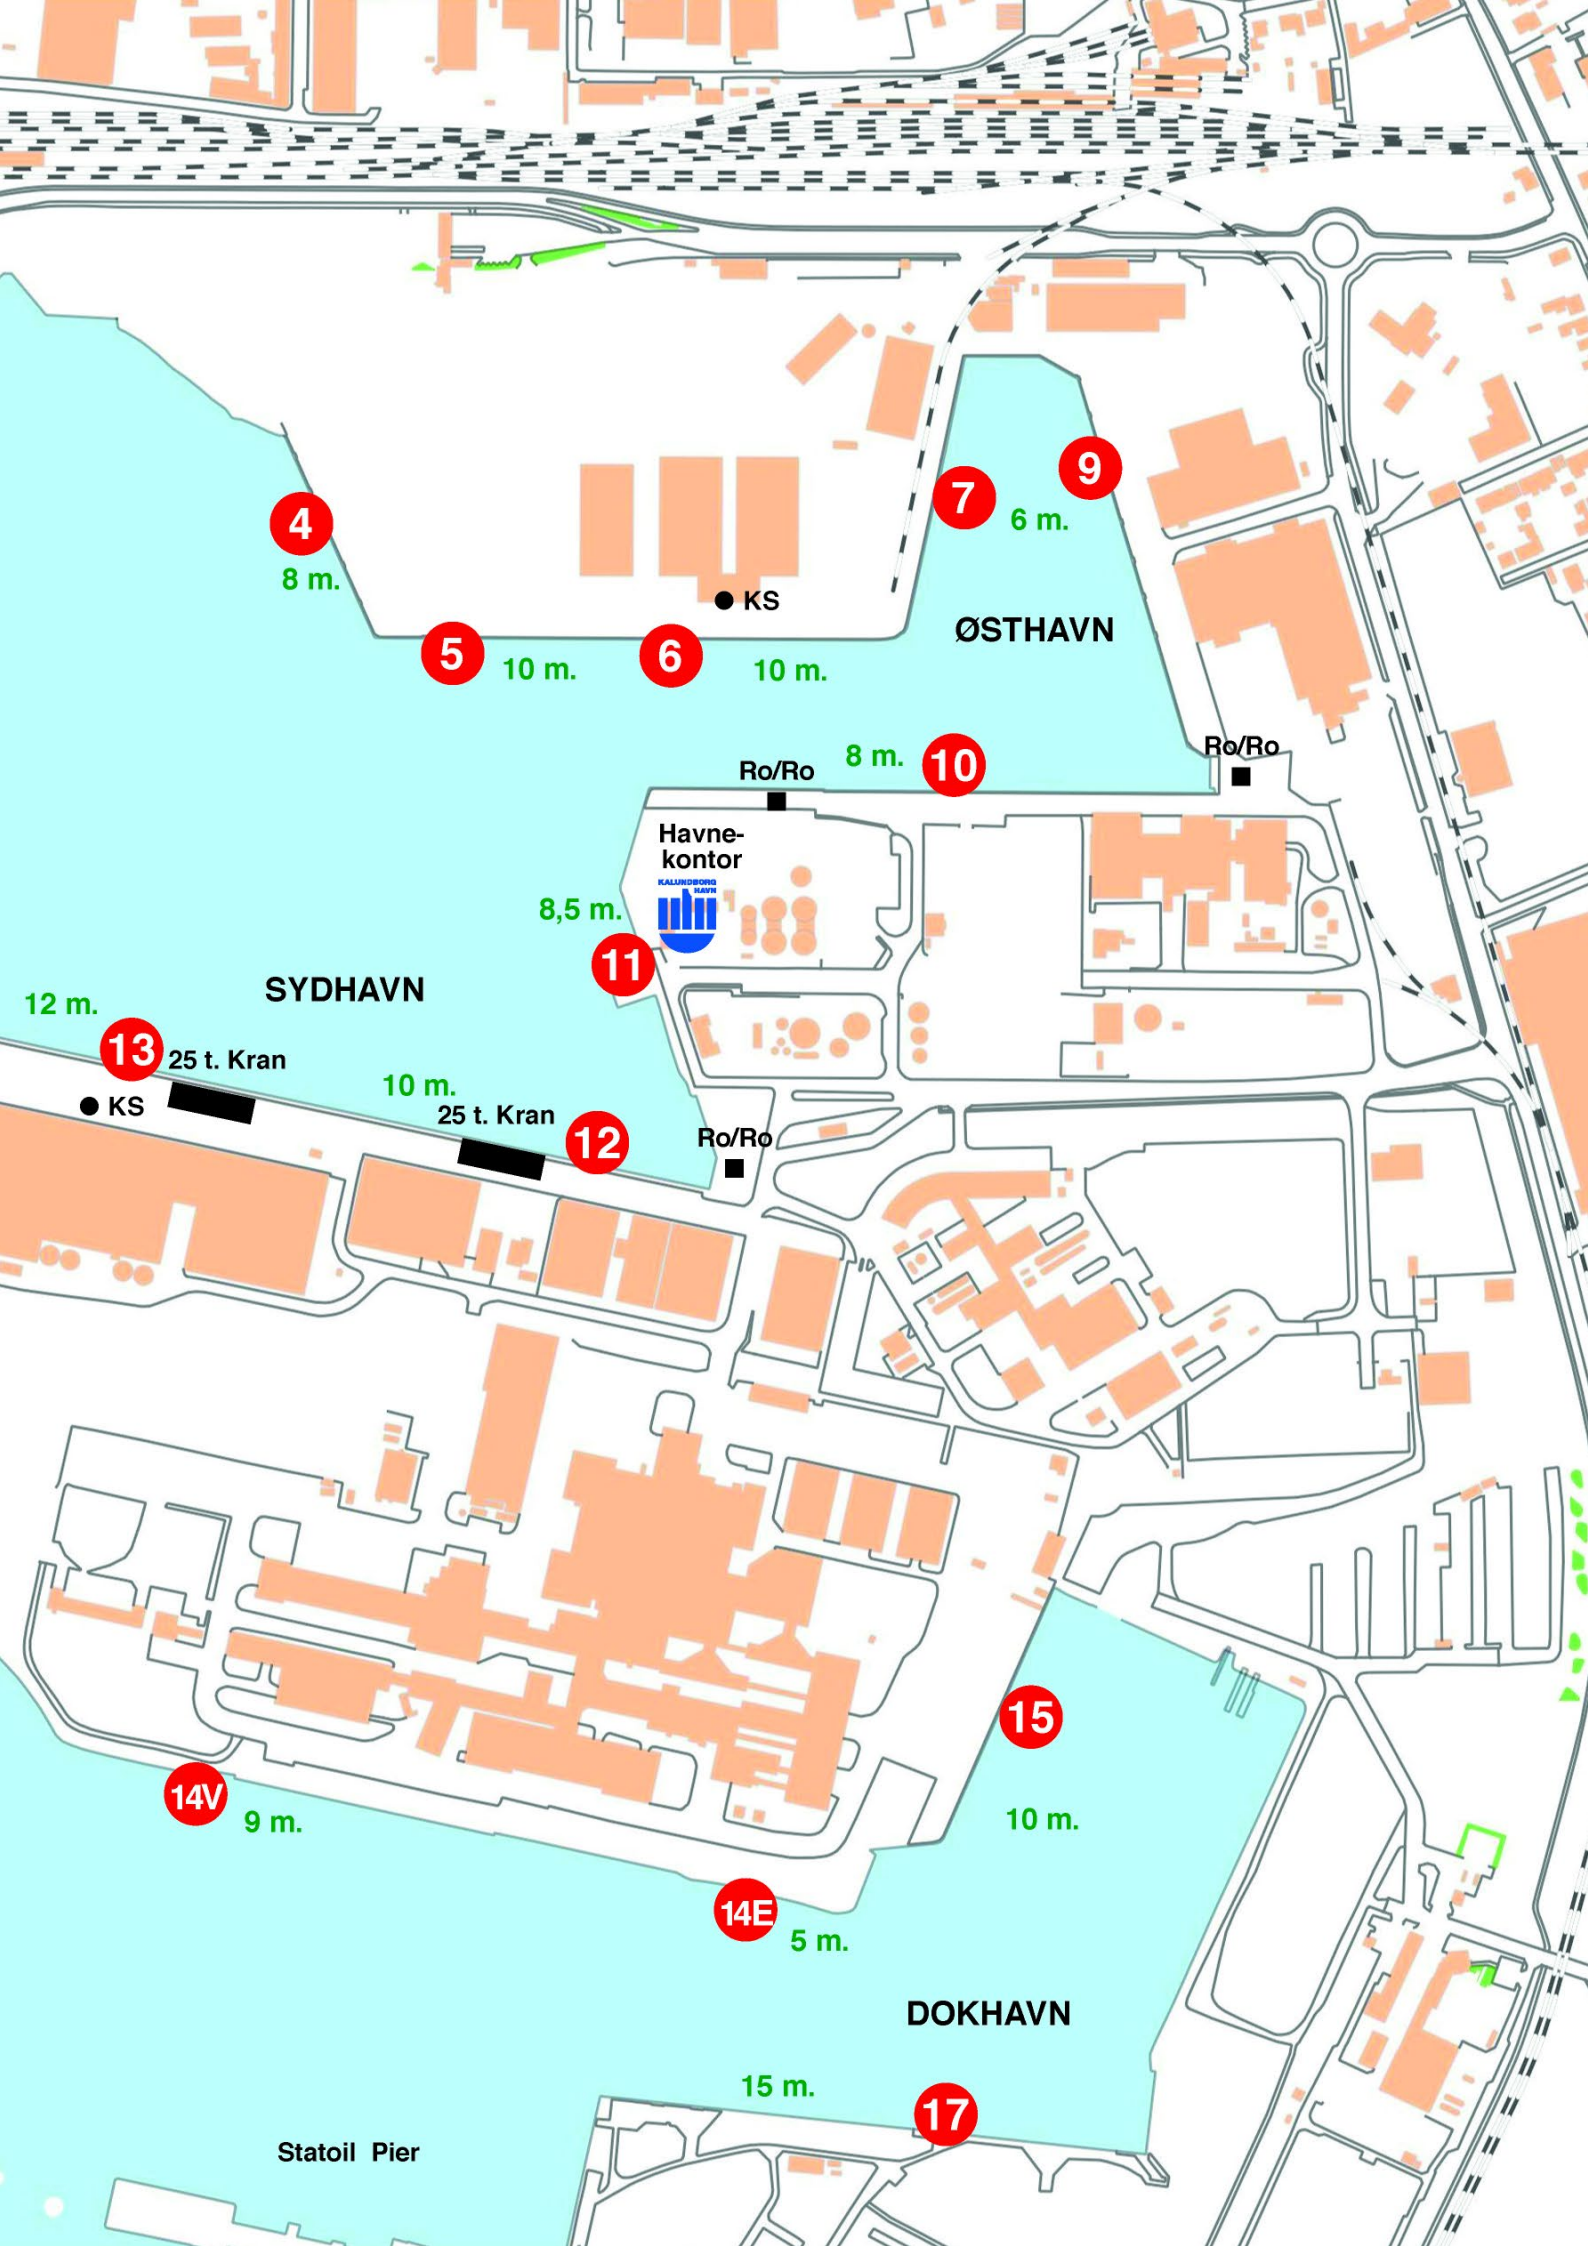 9
7
6 m.
4
8 m.
KS
ØSTHAVN
5
10 m.
6
10 m.
8 m.
10
Ro/Ro
Ro/Ro
Havne-
kontor
KALUNDBORG
HAVN
8,5 m.
11
SYDHAVN
12 m.
13
25 t. Kran
KS
10 m.
25 t. Kran
12
Ro/Ro
15
14V
9 m.
10 m.
14E
5 m.
DOKHAVN
15 m.
17
Statoil Pier